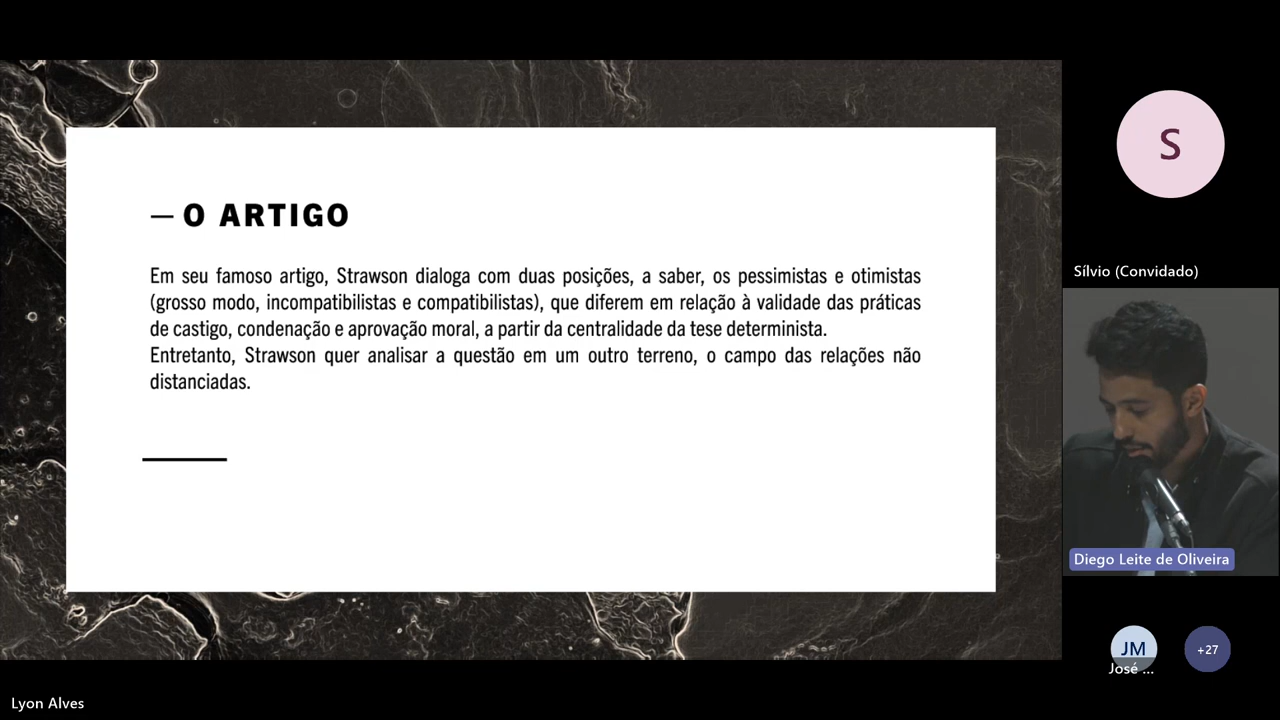 — O ARTIGO
Em seu famoso artigo, Strawson dialoga com duas posições, a saber, os pessimistas e otimistas
(grosso modo, incompatibilistas e compatibilistas), que diferem em relação à validade das práticas
de castigo, condenação e aprovação moral, a partir da centralidade da tese determinista.
Entretanto, Strawson quer analisar a questão em um outro terreno, o campo das relações não
distanciadas.
S
Sílvio (Convidado)
Diego Leite de Oliveira
JM
José ...
+27
Lyon Alves